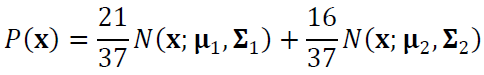 P(𝐱) = 21/37 N(𝐱; 𝛍₁, 𝚺₁) + 16/37 N(𝐱; 𝛍₂, 𝚺₂)